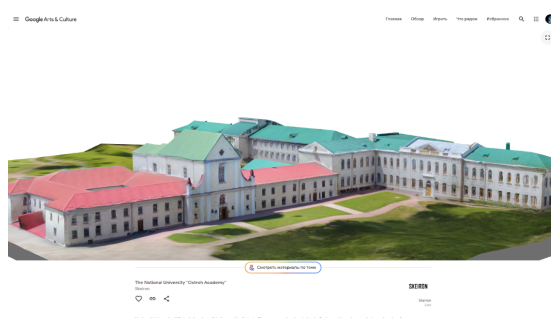 Google Arts & Culture
Главная Обзор Играть Что рядом Избранное
Смотреть материалы по теме
The National University "Ostroh Academy"
Skeiron
SKEIRON
Skeiron